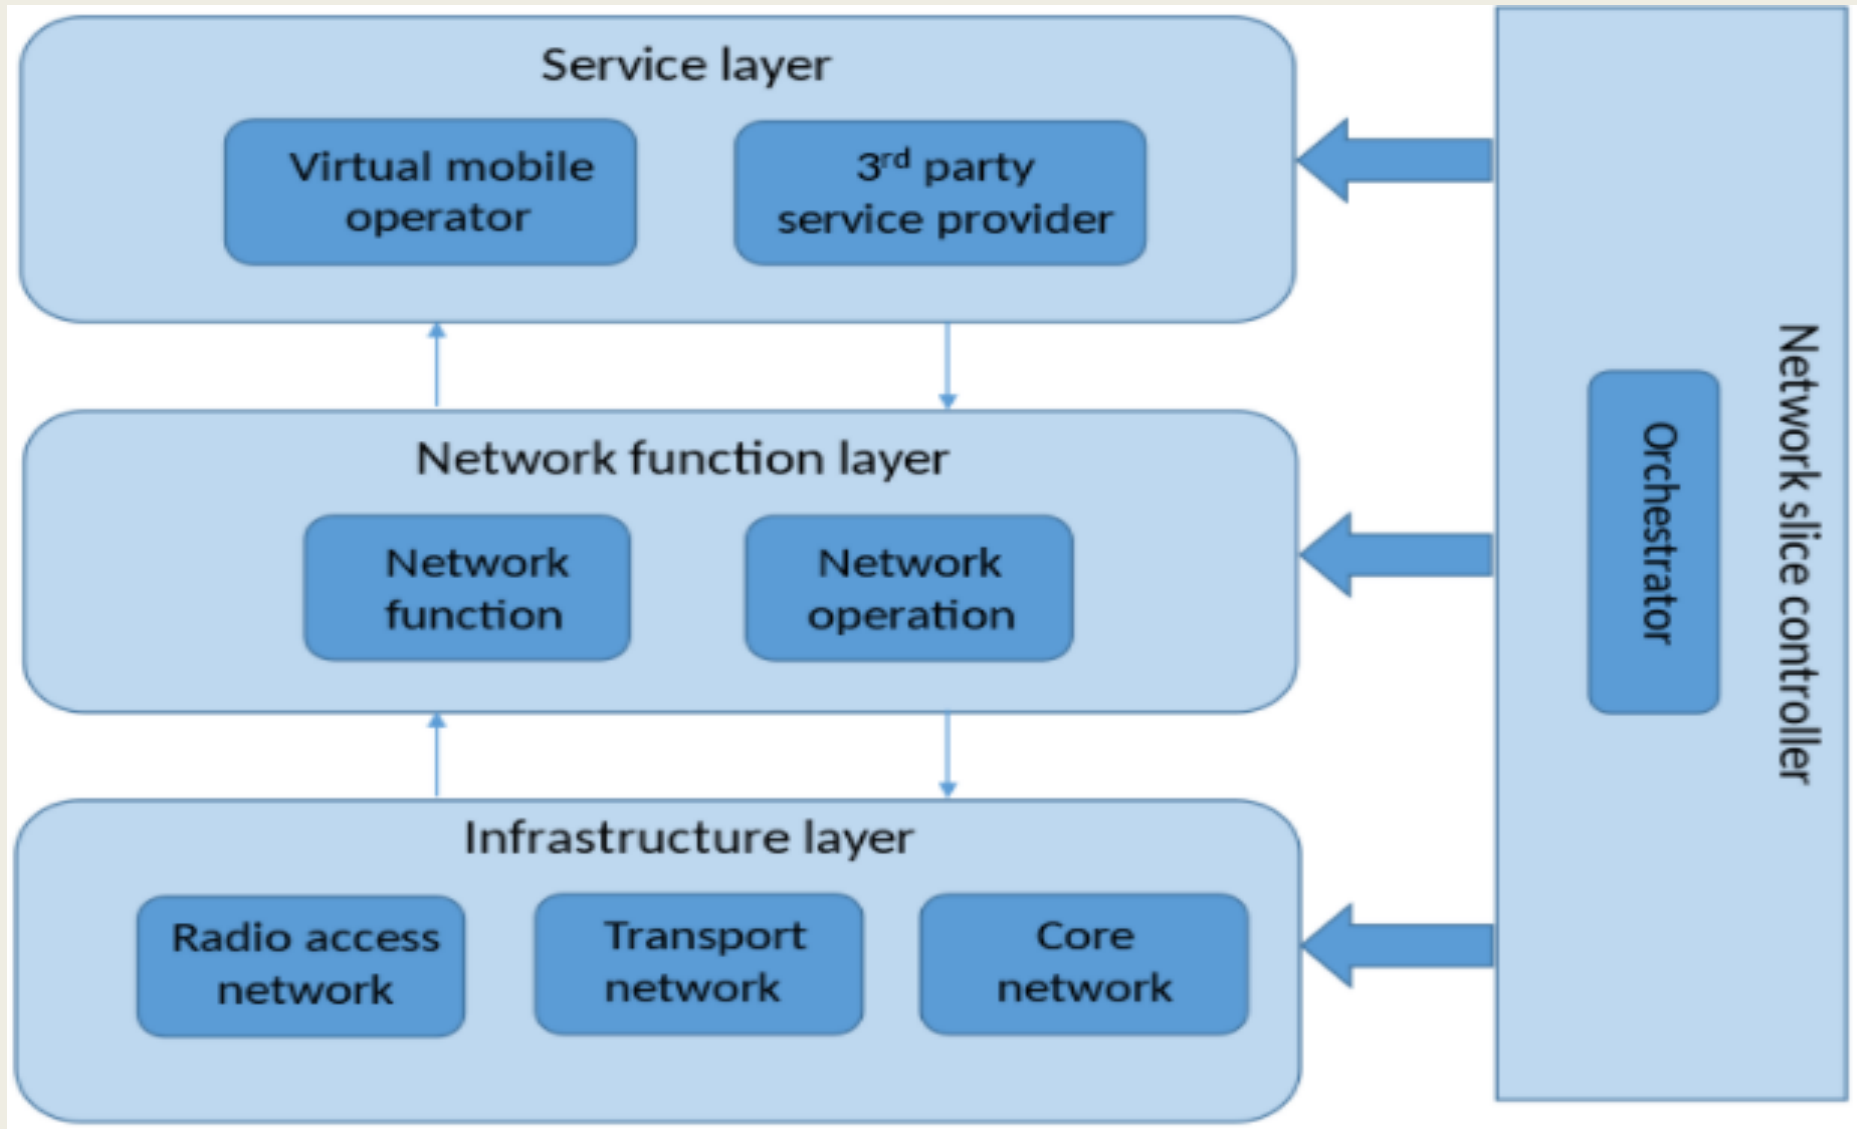 Service layer
Virtual mobile
operator
3rd party
service provider
Network function layer
Network
function
Network
operation
Infrastructure layer
Radio access
network
Transport
network
Core
network
Orchestrator
Network slice controller